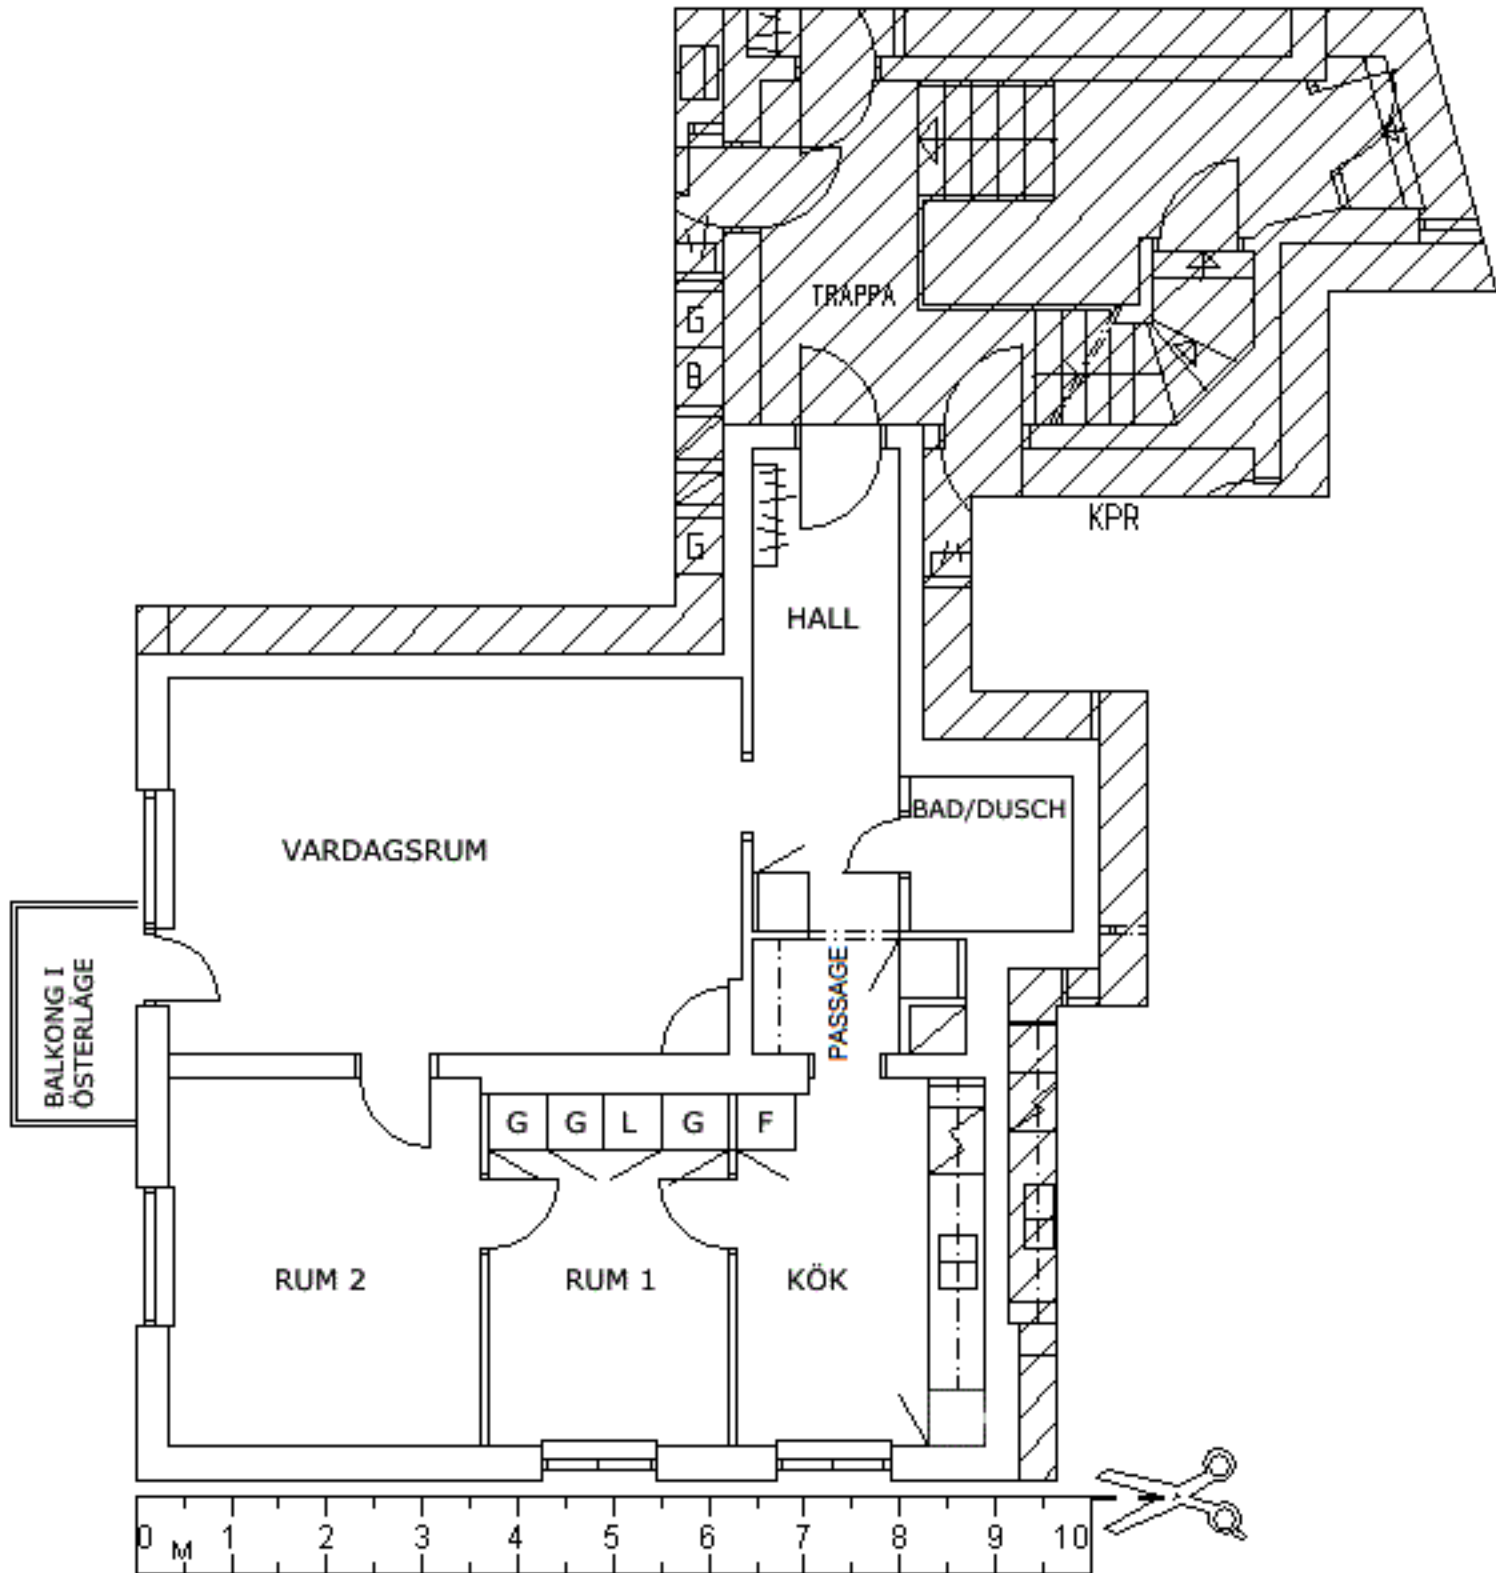 TRAPPA
G
B
G
KPR
HALL
BAD/DUSCH
VARDAGSRUM
BALKONG I
ÖSTERLÄGE
PASSAGE
G G L G F
RUM 2
RUM 1
KÖK
0 1 2 3 4 5 6 7 8 9 10
M